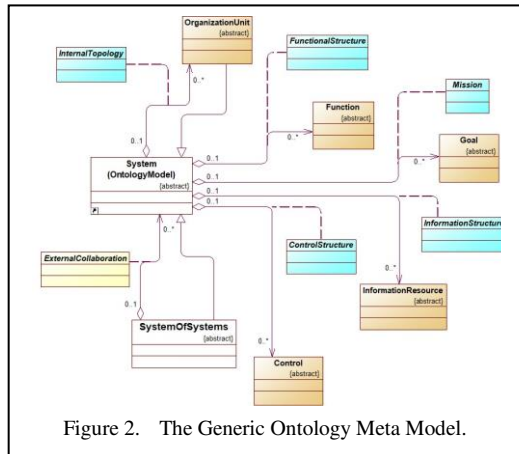 OrganizationUnit
{abstract}
InternalTopology
FunctionalStructure
Mission
0..*
Function
{abstract}
0..*
Goal
{abstract}
0..*
0..1
0..1
System
(OntologyModel)
{abstract}
0..1
0..1
0..1
InformationStructure
0..*
ExternalCollaboration
ControlStructure
0..*
InformationResource
{abstract}
0..1
SystemOfSystems
{abstract}
0..*
Control
{abstract}
Figure 2. The Generic Ontology Meta Model.